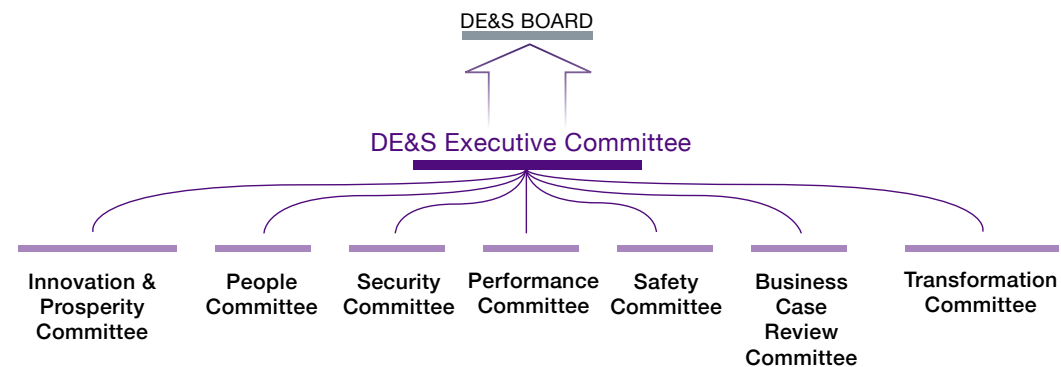 DE&S BOARD
DE&S Executive Committee
Innovation &
Prosperity
Committee
People
Committee
Security
Committee
Performance
Committee
Safety
Committee
Business
Case
Review
Committee
Transformation
Committee